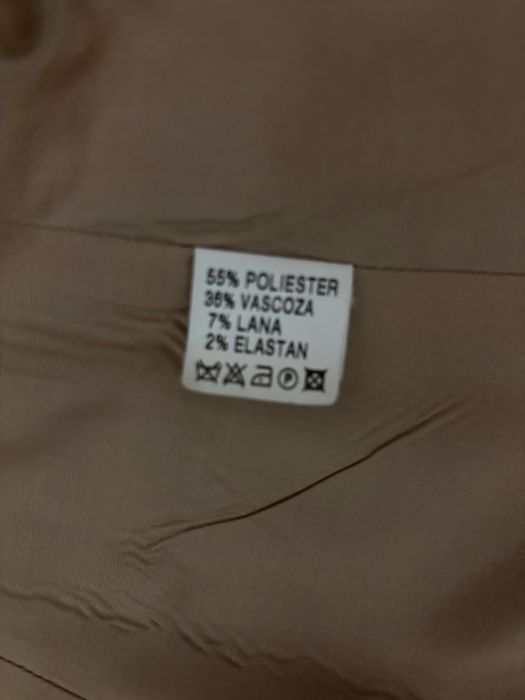 55% POLIESTER
36% VASCOZA
7% LANA
2% ELASTAN
P